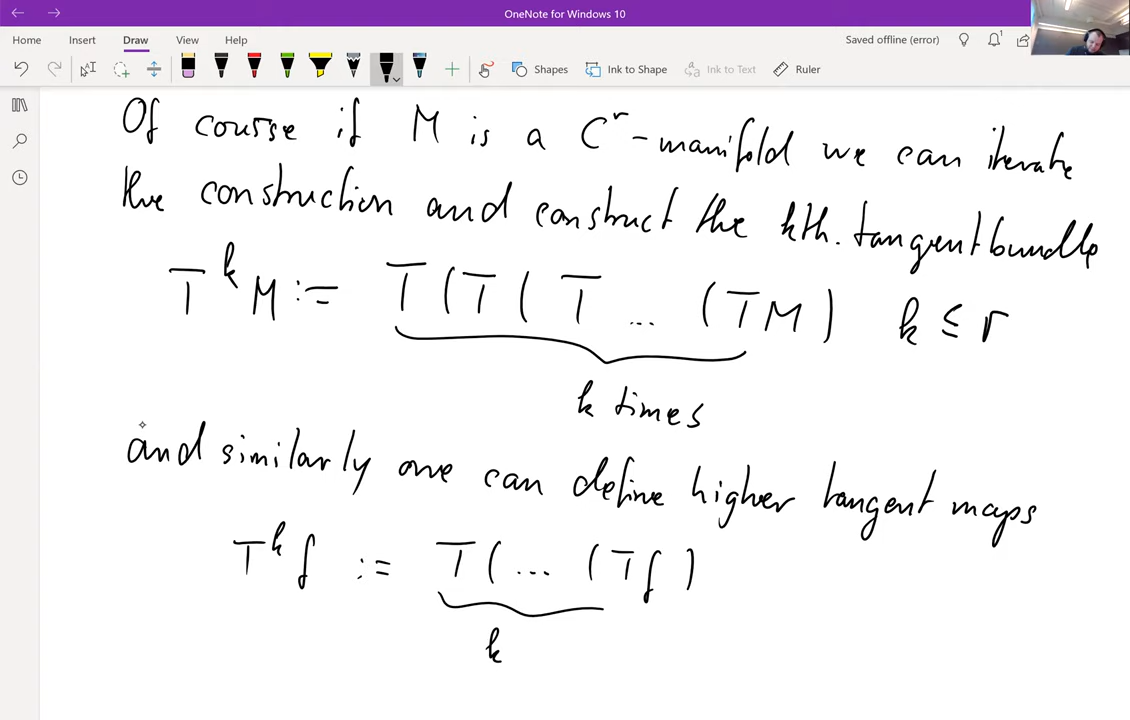 OneNote for Windows 10
Home Insert Draw View Help Saved offline (error) 1
Shapes Ink to Shape Ink to Text Ruler
Of course if M is a C^r-manifold we can iterate
the construction and construct the kth. tangentbundle
T^k M := T(T(T ... (TM) k ≤ r
k times
and similarly one can define higher tangent maps
T^k f := T(... (Tf)
k